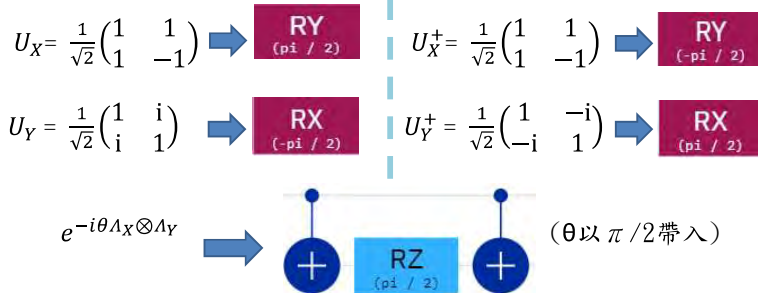 U_X= 1/√2 (1 1 1 −1) RY (pi / 2)
U_X^+= 1/√2 (1 1 1 −1) RY (-pi / 2)
U_Y = 1/√2 (1 i i 1) RX (-pi / 2)
U_Y^+ = 1/√2 (1 −i −i 1) RX (pi / 2)
e^{−iθΛ_X⊗Λ_Y} RZ (pi / 2) (θ以π/2帶入)